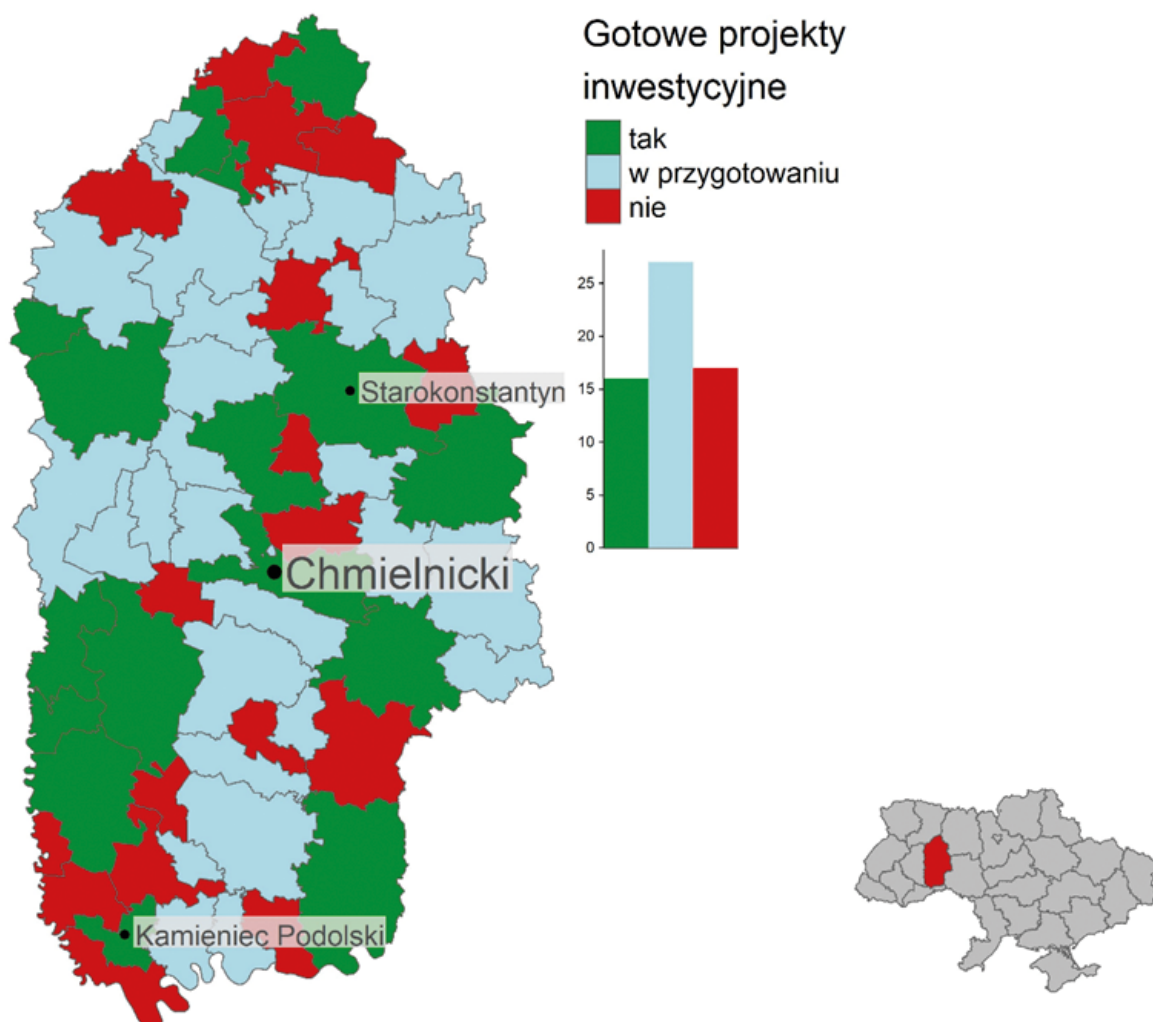 Gotowe projekty
inwestycyjne
tak
w przygotowaniu
nie
25
20
15
10
5
0
Starokonstantyn
Chmielnicki
Kamieniec Podolski